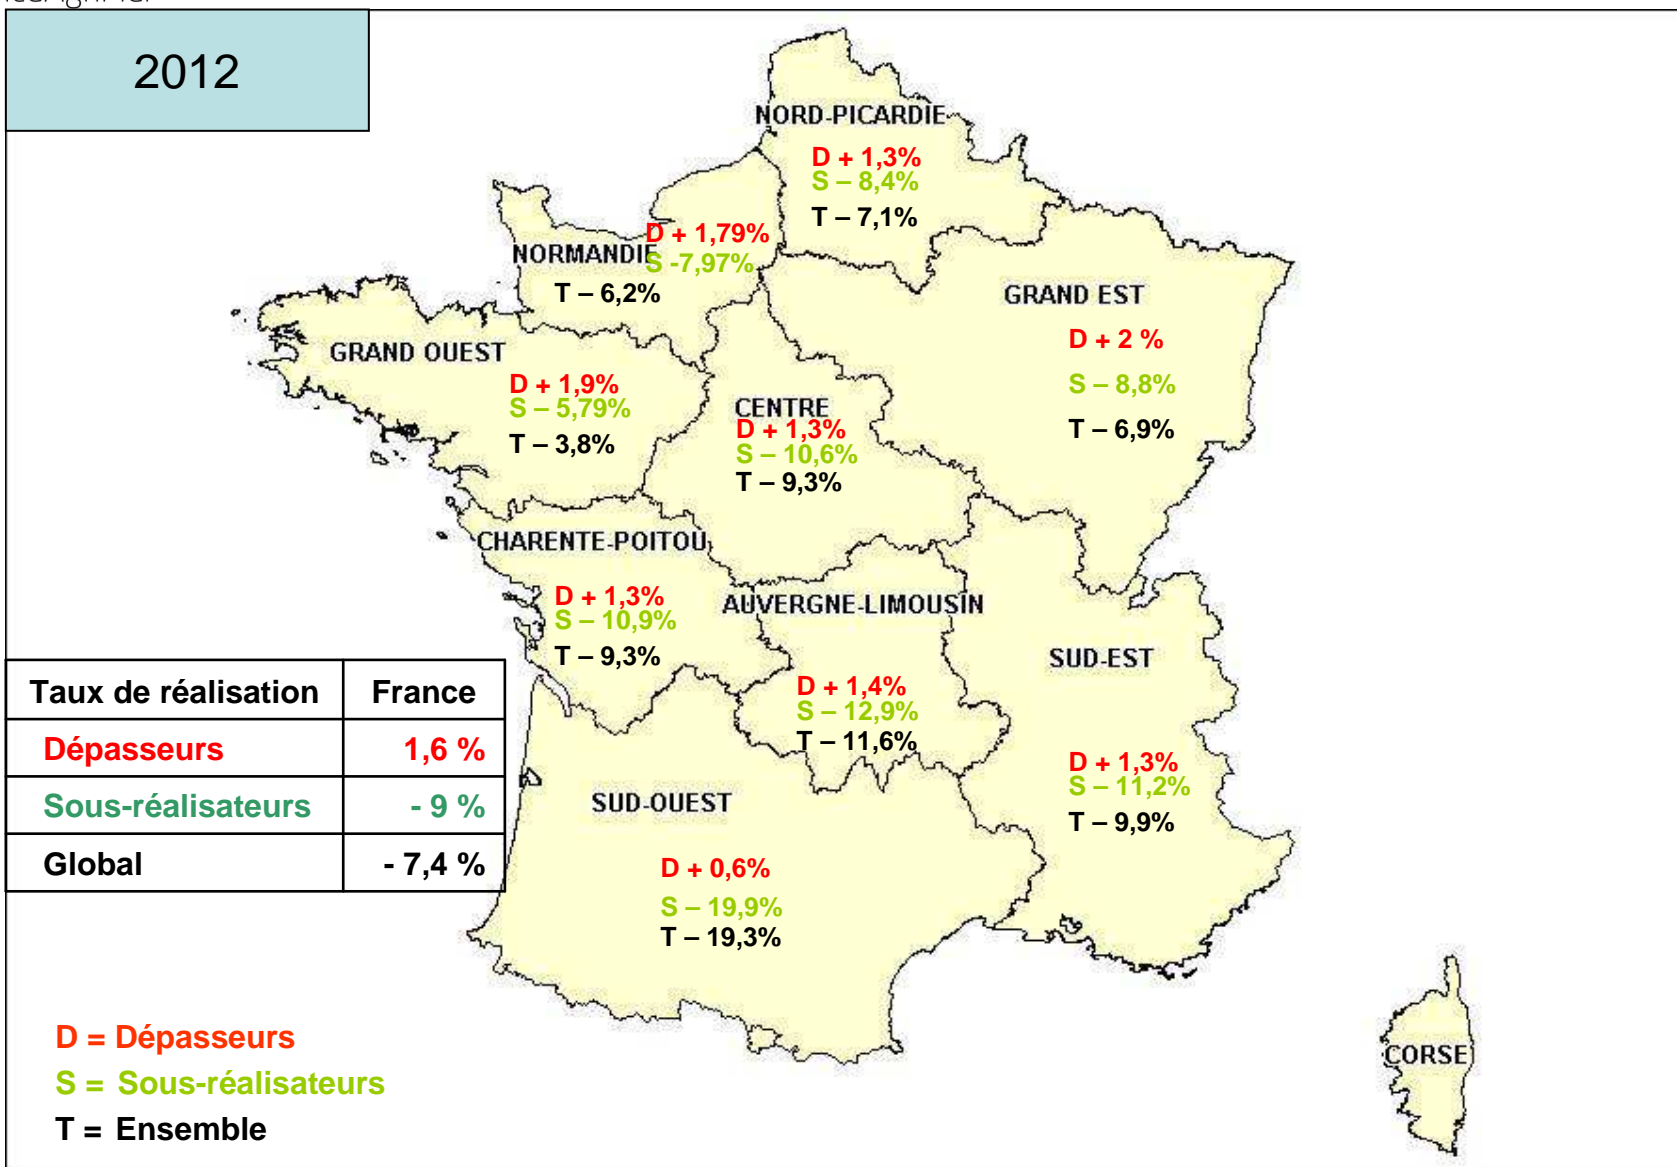 2012
NORD-PICARDIE
D + 1,3%
S – 8,4%
T – 7,1%
NORMANDIE
D + 1,79%
S -7,97%
T – 6,2%
GRAND EST
D + 2 %
S – 8,8%
T – 6,9%
GRAND OUEST
D + 1,9%
S – 5,79%
T – 3,8%
CENTRE
D + 1,3%
S – 10,6%
T – 9,3%
CHARENTE-POITOU
D + 1,3%
S – 10,9%
T – 9,3%
AUVERGNE-LIMOUSIN
D + 1,4%
S – 12,9%
T – 11,6%
SUD-EST
D + 1,3%
S – 11,2%
T – 9,9%
Taux de réalisation France
Dépasseurs 1,6 %
Sous-réalisateurs - 9 %
Global - 7,4 %
SUD-OUEST
D + 0,6%
S – 19,9%
T – 19,3%
CORSE
D = Dépasseurs
S = Sous-réalisateurs
T = Ensemble